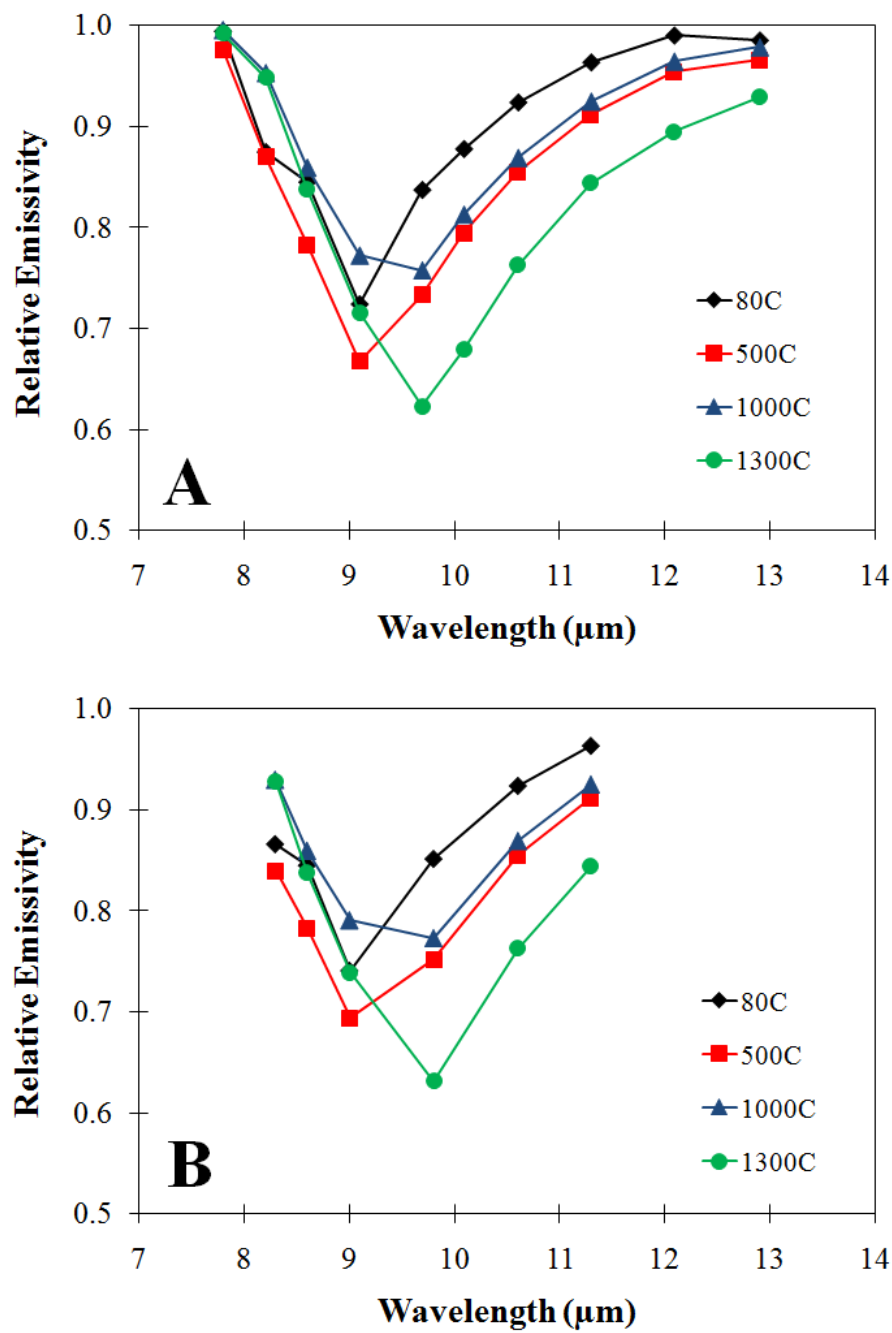 1.0
0.9
0.8
0.7
0.6
0.5
Relative Emissivity
80C
500C
1000C
1300C
A
7 8 9 10 11 12 13 14
Wavelength (µm)
1.0
0.9
0.8
0.7
0.6
0.5
Relative Emissivity
80C
500C
1000C
1300C
B
7 8 9 10 11 12 13 14
Wavelength (µm)